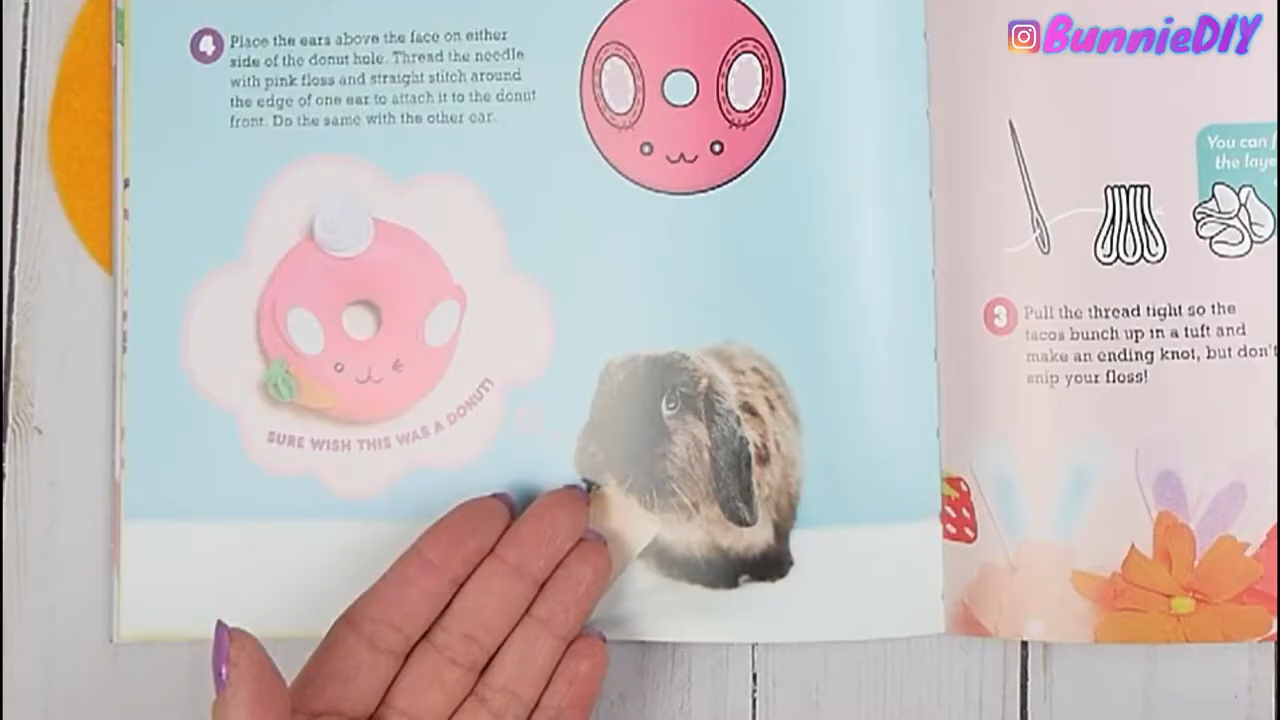 BunnieDIY
4 Place the ears above the face on either
side of the donut hole. Thread the needle
with pink floss and straight stitch around
the edge of one ear to attach it to the donut
front. Do the same with the other ear.
SURE WISH THIS WAS A DONUT!
You can
the laye
3 Pull the thread tight so the
tacos bunch up in a tuft and
make an ending knot, but don't
snip your floss!